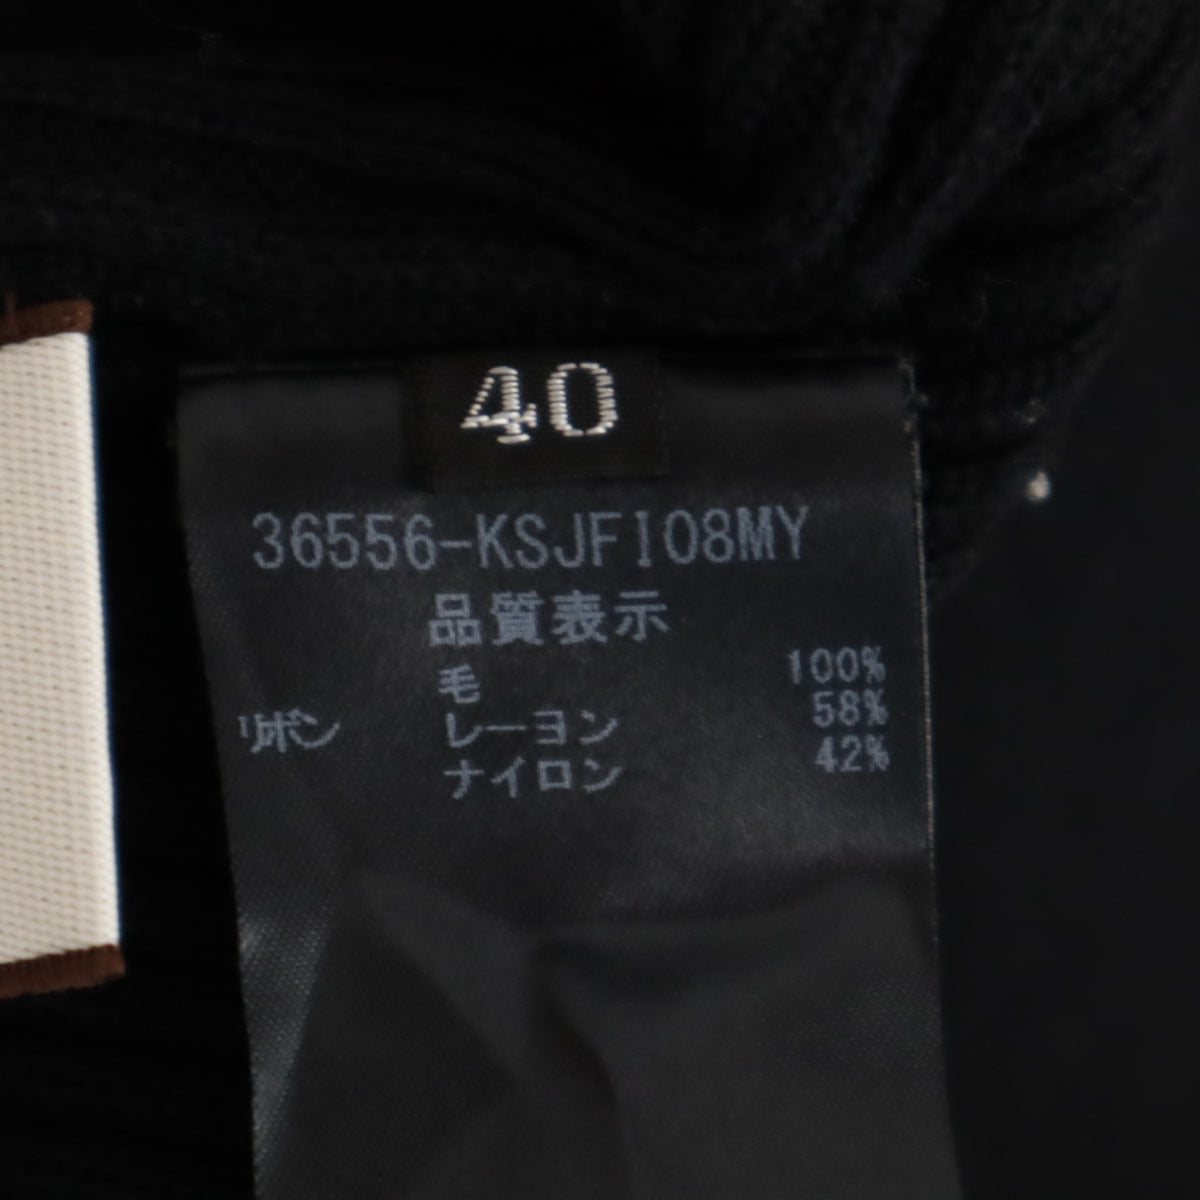 40
36556-KSJFI08MY
品質表示
毛 100%
リボン レーヨン 58%
ナイロン 42%